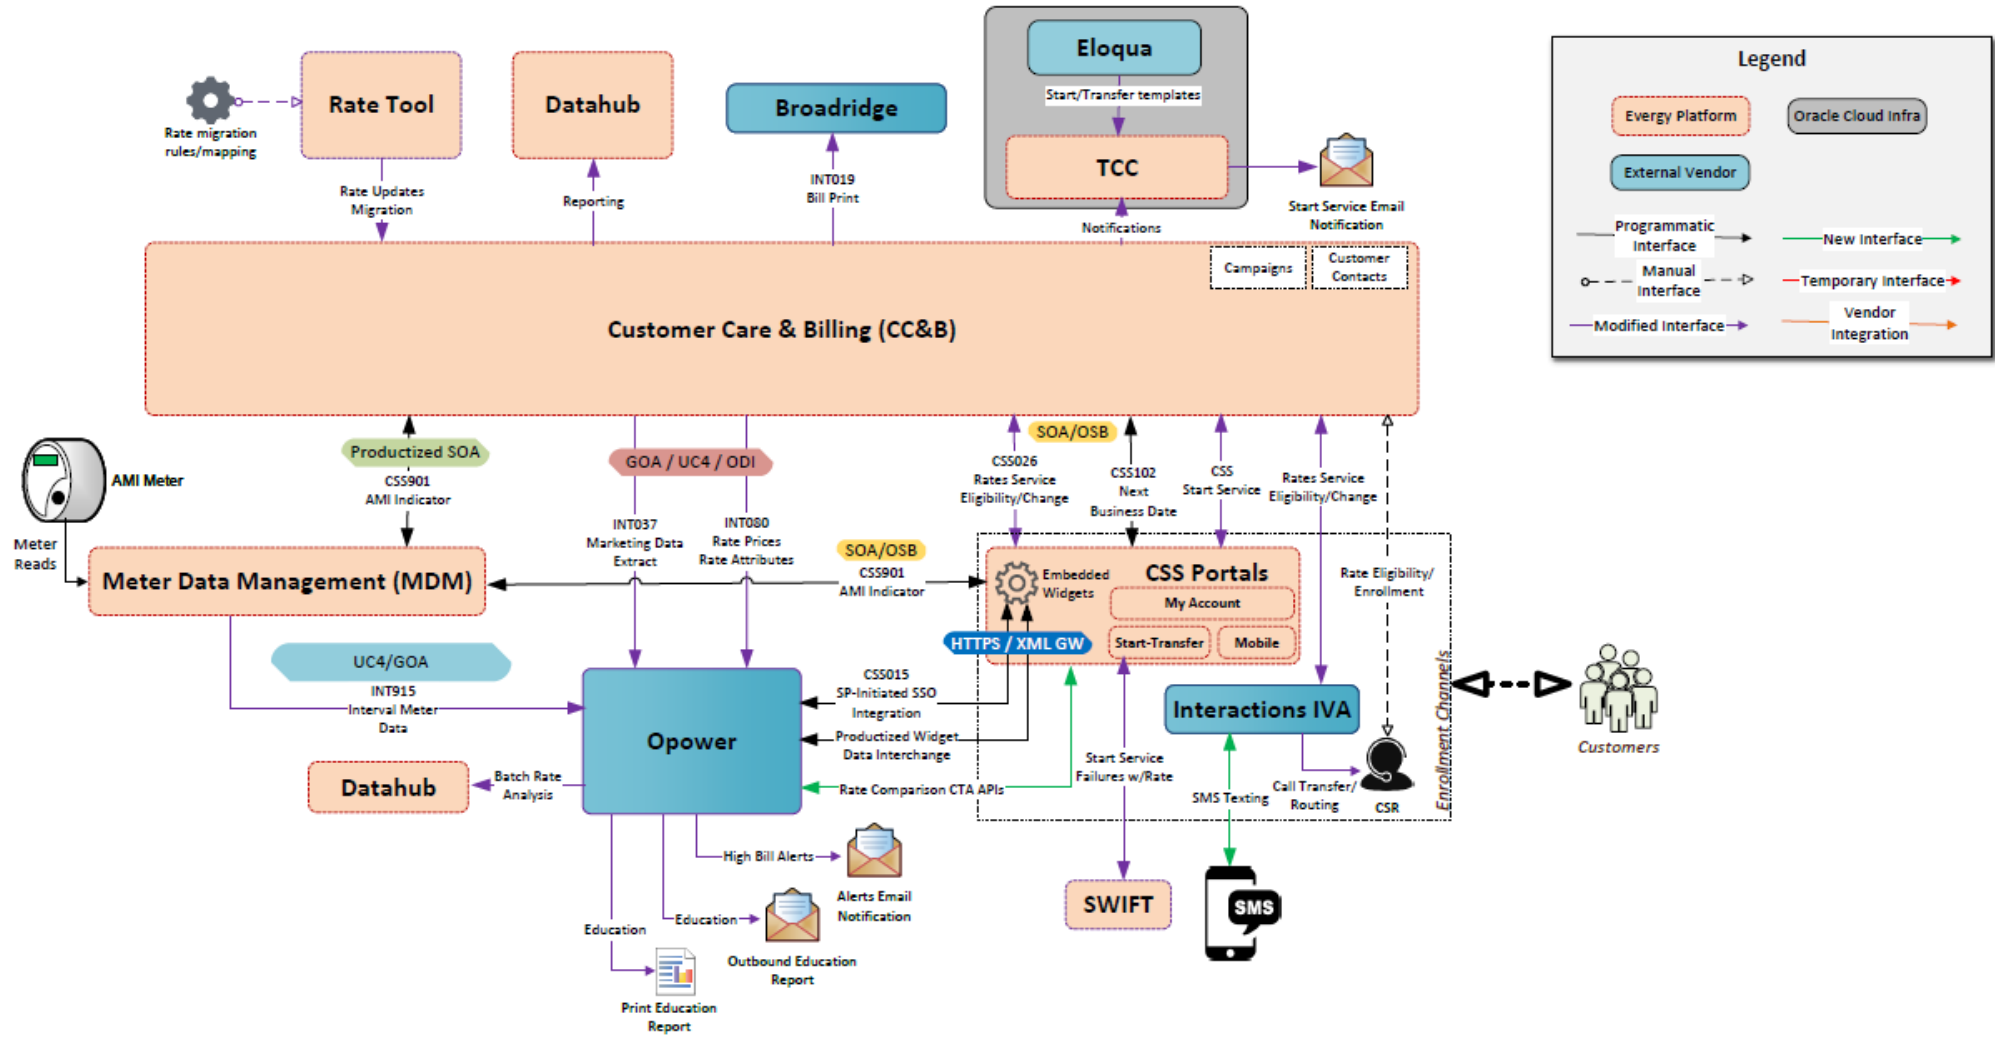 Eloqua
Start/Transfer templates
TCC
Rate Tool
Datahub
Broadridge
Rate migration
rules/mapping
Rate Updates
Migration
Reporting
INT019
Bill Print
Notifications
Start Service Email
Notification
Legend
Evergy Platform
Oracle Cloud Infra
External Vendor
Programmatic
Interface
New Interface
Manual
Interface
Temporary Interface
Modified Interface
Vendor
Integration
Campaigns
Customer
Contacts
Customer Care & Billing (CC&B)
Productized SOA
CSS901
AMI Indicator
GOA / UC4 / ODI
INT037
Marketing Data
Extract
INT080
Rate Prices
Rate Attributes
SOA/OSB
CSS026
Rates Service
Eligibility/Change
CSS102
Next
Business Date
CSS
Start Service
Rates Service
Eligibility/Change
AMI Meter
Meter
Reads
Meter Data Management (MDM)
SOA/OSB
CSS901
AMI Indicator
Embedded
Widgets
CSS Portals
My Account
Start-Transfer
Mobile
HTTPS / XML GW
Rate Eligibility/
Enrollment
UC4/GOA
INT915
Interval Meter
Data
Opower
CSS015
SP-Initiated SSO
Integration
Productized Widget
Data Interchange
Rate Comparison CTA APIs
Interactions IVA
Start Service
Failures w/Rate
SMS Texting
Call Transfer/
Routing
CSR
Enrollment Channels
Customers
Datahub
Batch Rate
Analysis
High Bill Alerts
Alerts Email
Notification
Education
Outbound Education
Report
Education
Print Education
Report
SWIFT
SMS